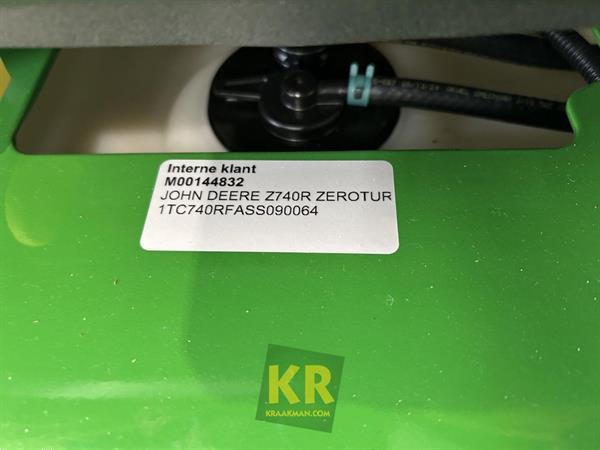 Interne klant
M00144832
JOHN DEERE Z740R ZEROTUR
1TC740RFASS090064
KR
KRAAKMAN.COM